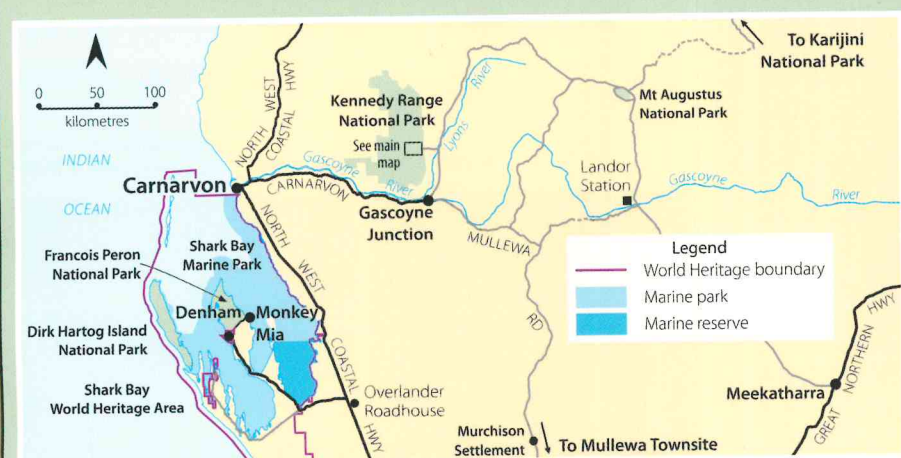 To Karijini
National Park
0 50 100
kilometres
NORTH WEST
COASTAL HWY
Kennedy Range
National Park
See main
map
Lyons River
Mt Augustus
National Park
INDIAN
OCEAN
Gascoyne River
Landor
Station
Gascoyne River
Carnarvon
CARNARVON
Gascoyne
Junction
MULLEWA
RD
NORTH WEST COASTAL HWY
Shark Bay
Marine Park
Francois Peron
National Park
Denham
Monkey
Mia
Dirk Hartog Island
National Park
Shark Bay
World Heritage Area
Overlander
Roadhouse
Legend
World Heritage boundary
Marine park
Marine reserve
Meekatharra
GREAT NORTHERN HWY
Murchison
Settlement
To Mullewa Townsite